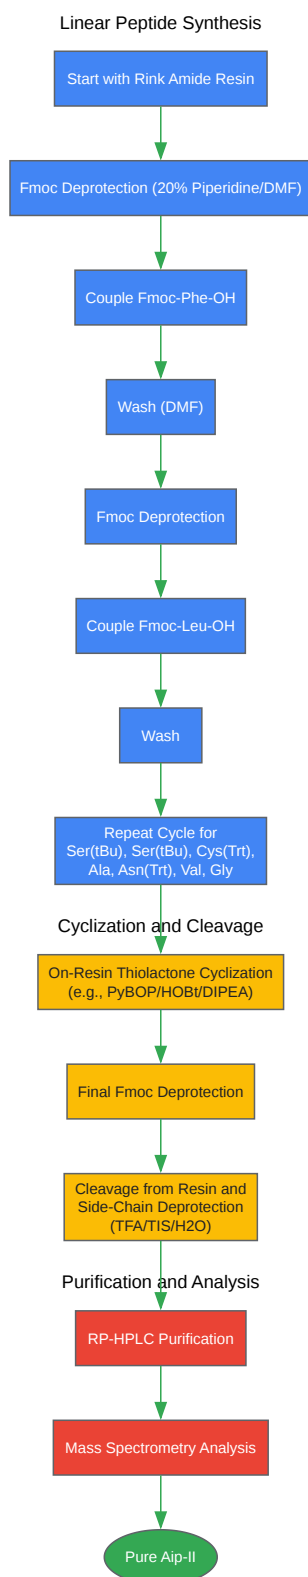 Linear Peptide Synthesis
Start with Rink Amide Resin
Fmoc Deprotection (20% Piperidine/DMF)
Couple Fmoc-Phe-OH
Wash (DMF)
Fmoc Deprotection
Couple Fmoc-Leu-OH
Wash
Repeat Cycle for
Ser(tBu), Ser(tBu), Cys(Trt),
Ala, Asn(Trt), Val, Gly
Cyclization and Cleavage
On-Resin Thiolactone Cyclization
(e.g., PyBOP/HOBt/DIPEA)
Final Fmoc Deprotection
Cleavage from Resin and
Side-Chain Deprotection
(TFA/TIS/H2O)
Purification and Analysis
RP-HPLC Purification
Mass Spectrometry Analysis
Pure Aip-II